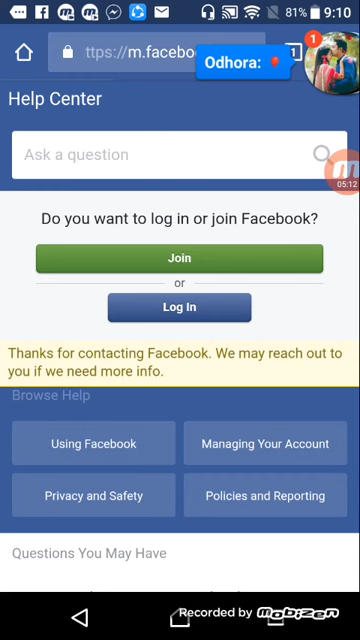 81% 9:10
ttps://m.facebo
1
Odhora:
1
Help Center
Ask a question
05:12
Do you want to log in or join Facebook?
Join
or
Log In
Thanks for contacting Facebook. We may reach out to
you if we need more info.
Browse Help
Using Facebook
Managing Your Account
Privacy and Safety
Policies and Reporting
Questions You May Have
Recorded by mobizen